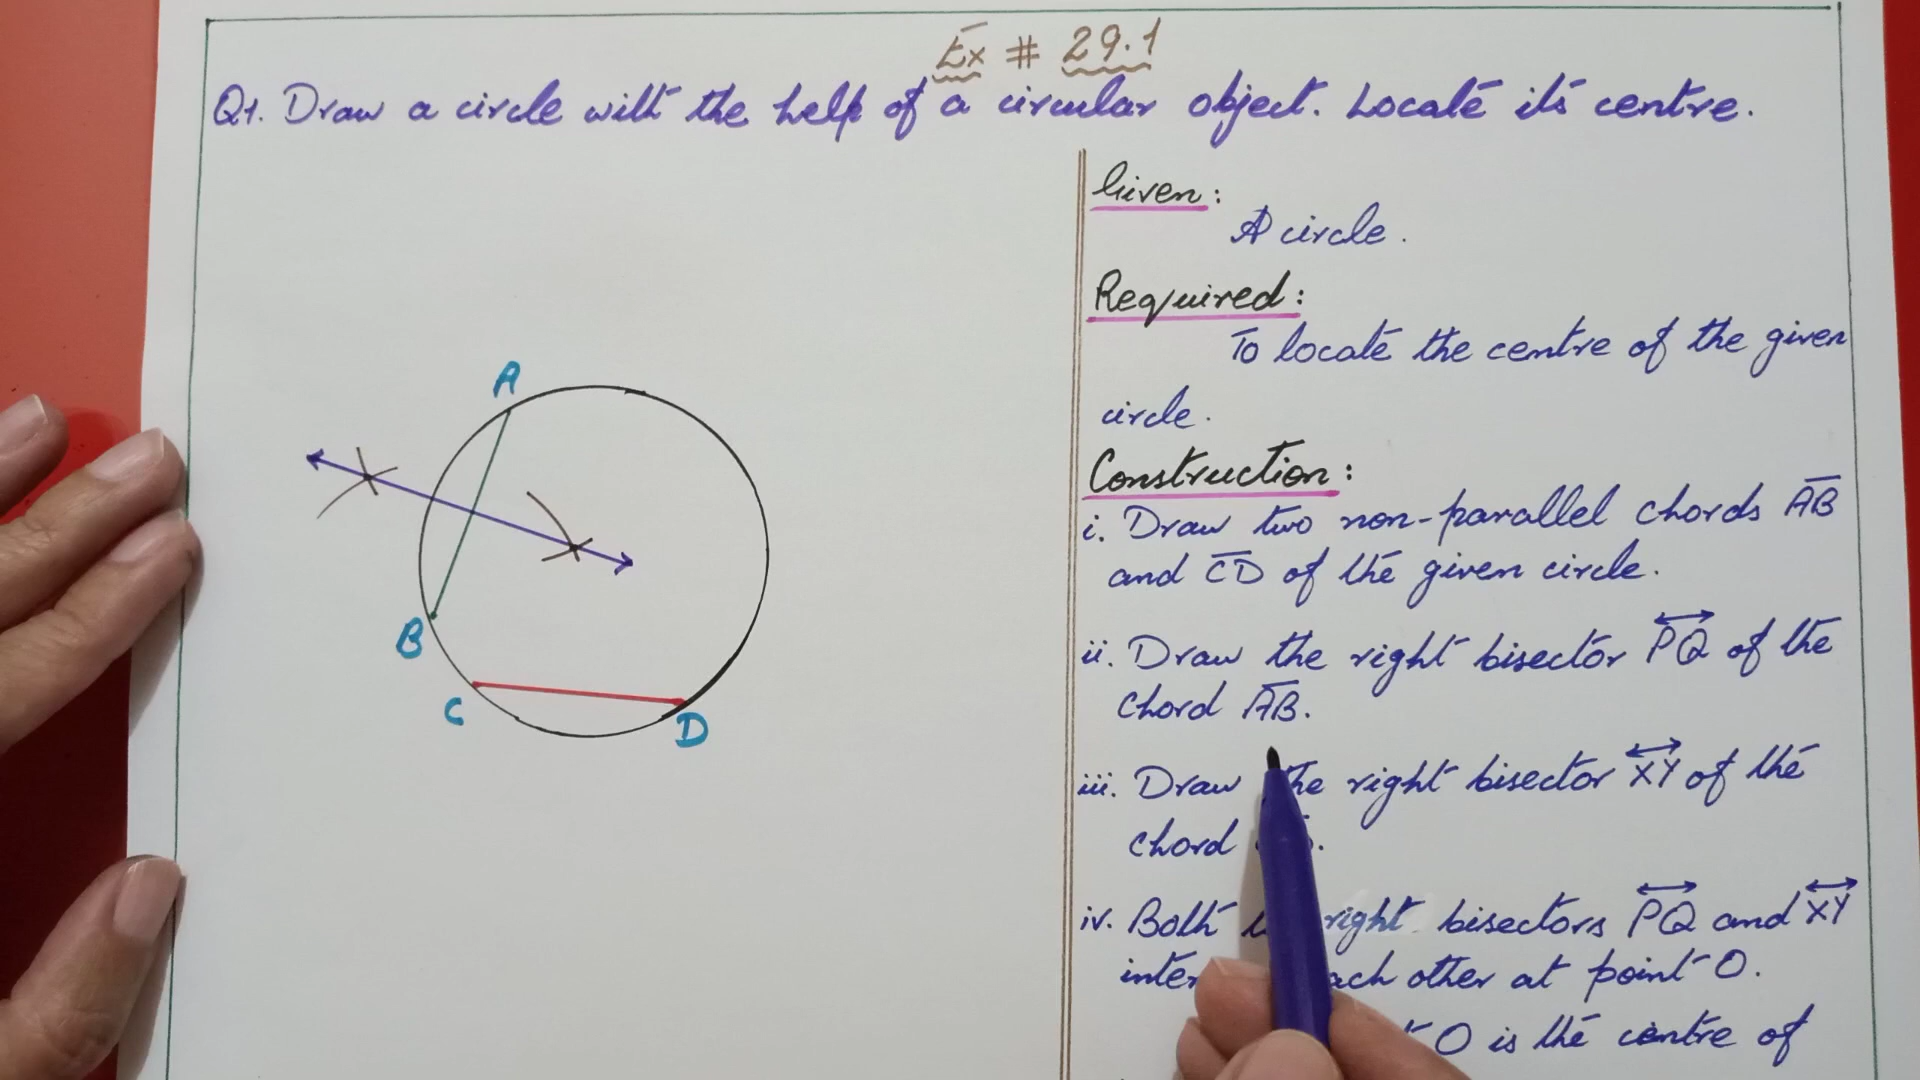 Ex # 29.1
Q1. Draw a circle with the help of a circular object. Locate its centre.
Given:
A circle.
Required:
To locate the centre of the given
circle.
Construction:
i. Draw two non-parallel chords AB
and CD of the given circle.
ii. Draw the right bisector PQ of the
chord AB.
iii. Draw the right bisector XY of the
chord
iv. Both right bisectors PQ and XY
each other at point O.
O is the centre of
A
B
C
D